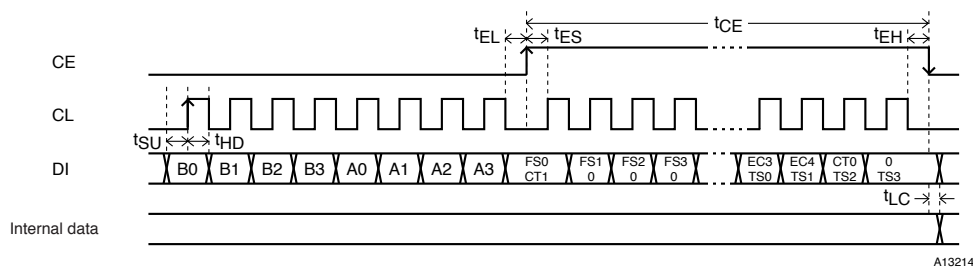 tCE
tEL tES tEH
CE
CL
tSU tHD
DI B0 B1 B2 B3 A0 A1 A2 A3 FS0 FS1 FS2 FS3 EC3 EC4 CT0 0
CT1 0 0 0 TS0 TS1 TS2 TS3
tLC
Internal data
A13214